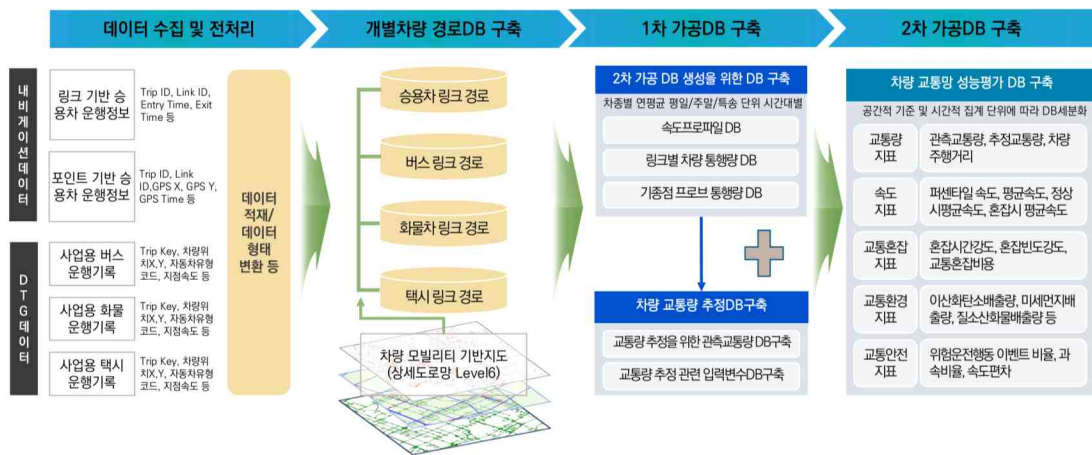 데이터 수집 및 전처리
개별차량 경로DB 구축
1차 가공DB 구축
2차 가공DB 구축
내비게이션데이터
링크 기반 승
용차 운행정보
Trip ID, Link ID,
Entry Time, Exit
Time 등
포인트 기반 승
용차 운행정보
Trip ID, Link
ID,GPS X, GPS Y,
GPS Time 등
DTG데이터
사업용 버스
운행기록
Trip Key, 차량위
치X,Y, 자동차유형
코드, 지점속도 등
사업용 화물
운행기록
Trip Key, 차량위
치X,Y, 자동차유형
코드, 지점속도 등
사업용 택시
운행기록
Trip Key, 차량위
치X,Y, 자동차유형
코드, 지점속도 등
데이터
적재/
데이터
형태
변환 등
승용차 링크 경로
버스 링크 경로
화물차 링크 경로
택시 링크 경로
차량 모빌리티 기반지도
(상세도로망 Level6)
2차 가공 DB 생성을 위한 DB 구축
차종별 연평균 평일/주말/특송 단위 시간대별
속도프로파일 DB
링크별 차량 통행량 DB
기종점 프로브 통행량 DB
차량 교통량 추정DB구축
교통량 추정을 위한 관측교통량 DB구축
교통량 추정 관련 입력변수DB구축
차량 교통망 성능평가 DB 구축
공간적 기준 및 시간적 집계 단위에 따라 DB세분화
교통량
지표
관측교통량, 추정교통량, 차량
주행거리
속도
지표
퍼센타일 속도, 평균속도, 정상
시평균속도, 혼잡시 평균속도
교통혼잡
지표
혼잡시간강도, 혼잡빈도강도,
교통혼잡비용
교통환경
지표
이산화탄소배출량, 미세먼지배
출량, 질소산화물배출량 등
교통안전
지표
위험운전행동 이벤트 비율, 과
속비율, 속도편차